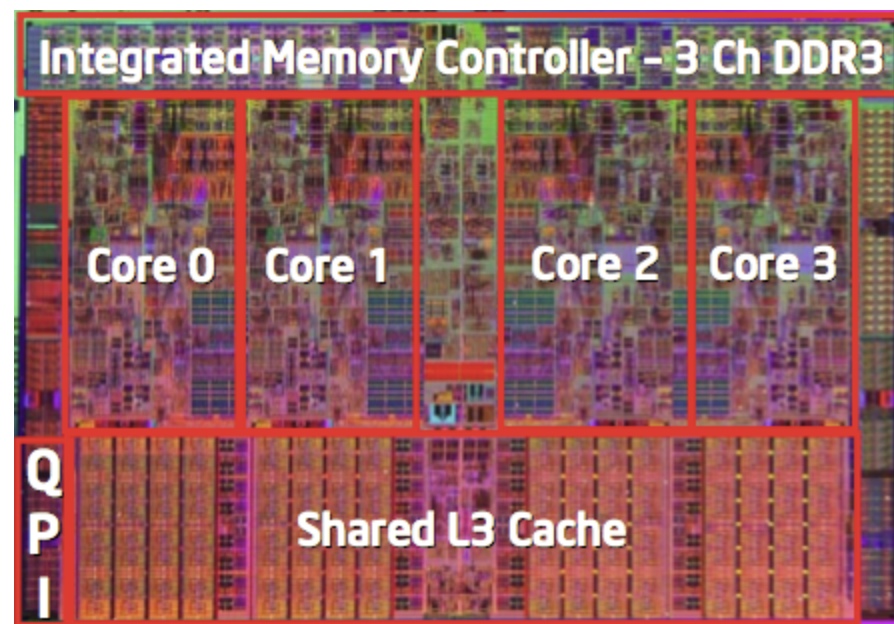 Integrated Memory Controller – 3 Ch DDR3
Core 0
Core 1
Core 2
Core 3
Q
P
I
Shared L3 Cache